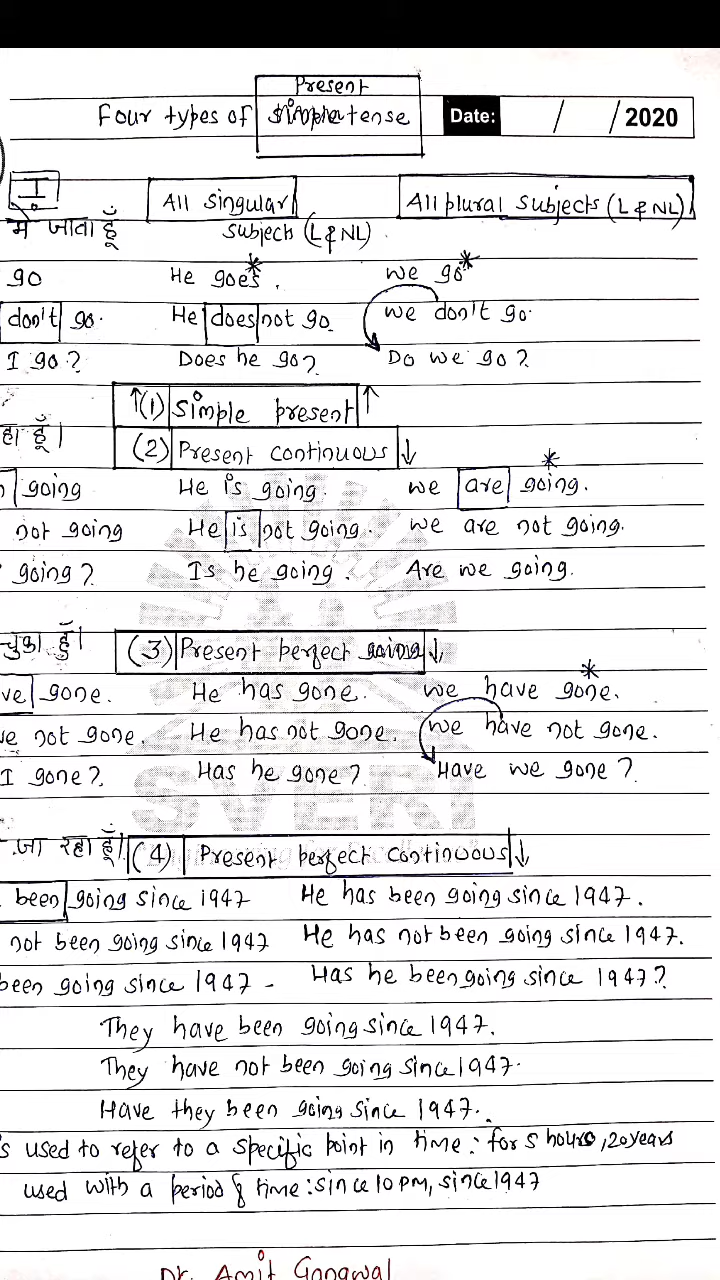 Present
Four types of simple tense Date: / / 2020
I All singular All plural subjects (L & NL)
मैं जाता हूँ subjects (L & NL)
go He goes*. we go*
don't go. He does not go. we don't go.
I go? Does he go? Do we go?
↑(1) Simple present ↑
हा हूँ। (2) Present continuous ↓
going He is going. we are going.*
not going He is not going. we are not going.
going? Is he going. Are we going.
चुका हूँ। (3) Present perfect going ↓
ve gone. He has gone. we have gone.*
ve not gone. He has not gone. we have not gone.
I gone? Has he gone? Have we gone?
जा रहा हूँ। (4) Present perfect continuous ↓
been going since 1947 He has been going since 1947.
not been going since 1947 He has not been going since 1947.
been going since 1947 - Has he been going since 1947?
They have been going since 1947.
They have not been going since 1947.
Have they been going since 1947.
s used to refer to a specific point in time: for 5 hours, 20 years
used with a period of time: since 10 PM, since 1947
SVERI
Dr. Amit Gangwal